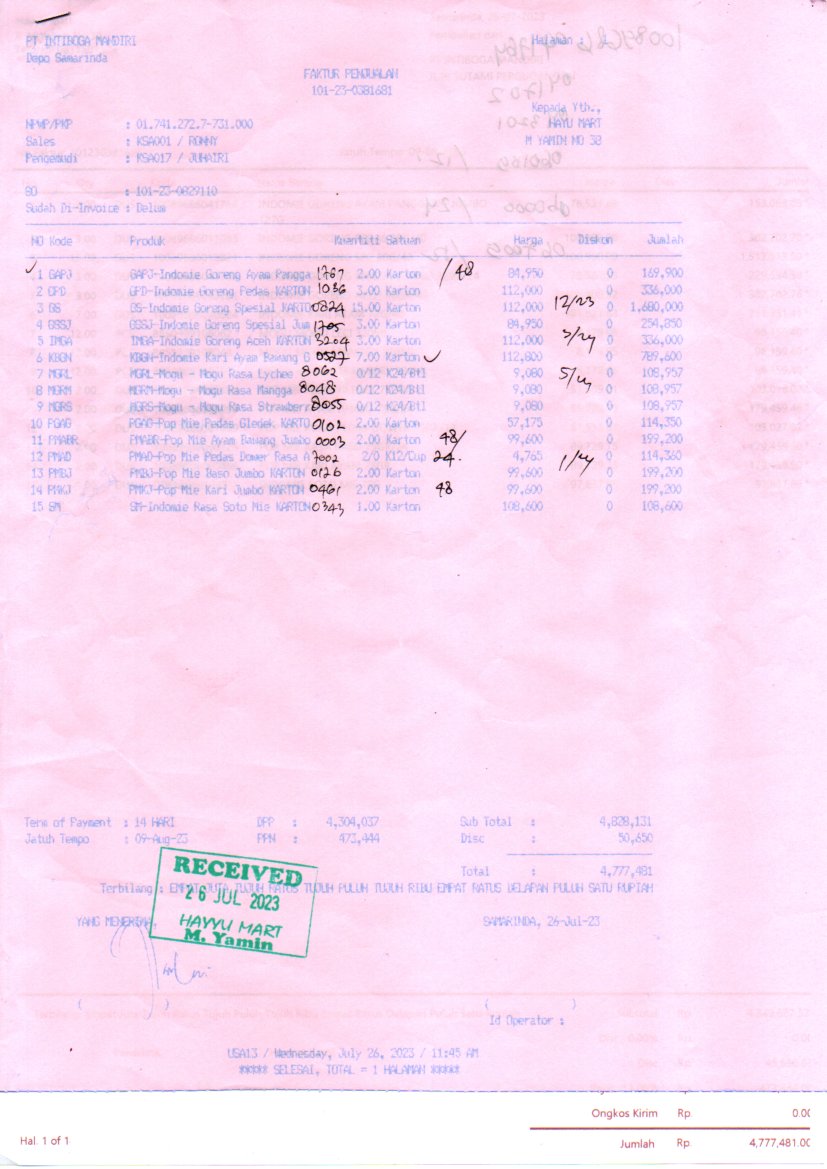 PT INTIBOGA MANDIRI
Depo Samarinda
Halaman : 1
FAKTUR PENJUALAN
101-23-0381681
Kepada Yth.,
HAYU MART
M YAMIN NO 32
NPWP/PKP : 01.741.272.7-731.000
Sales : KSA001 / RONNY
Pengemudi : KSA017 / JUHAIRI
SO : 101-23-0829110
Sudah Di-Invoice : Belum
NO Kode Produk Kuantiti Satuan Harga Diskon Jumlah
1 GAPJ GAPJ-Indomie Goreng Ayam Pangga 1767 2.00 Karton /48 84,950 0 169,900
2 GPD GPD-Indomie Goreng Pedas KARTON 1036 3.00 Karton 112,000 0 336,000
3 GS GS-Indomie Goreng Spesial KARTO 0824 15.00 Karton 112,000 12/23 0 1,680,000
4 GSSJ GSSJ-Indomie Goreng Spesial Jum 1705 3.00 Karton 84,950 0 254,850
5 IMGA IMGA-Indomie Goreng Aceh KARTON 3204 3.00 Karton 112,000 3/24 0 336,000
6 KBGN KBGN-Indomie Kari Ayam Bawang G 0527 7.00 Karton 112,800 0 789,600
7 MGRL MGRL-Mogu - Mogu Rasa Lychee 8062 0/12 K24/Btl 9,080 5/24 0 108,957
8 MGRM MGRM-Mogu - Mogu Rasa Mangga 8048 0/12 K24/Btl 9,080 0 108,957
9 MGRS MGRS-Mogu - Mogu Rasa Strawberr 8055 0/12 K24/Btl 9,080 0 108,957
10 PGAG PGAG-Pop Mie Pedas Gledek KARTO 0102 2.00 Karton 57,175 0 114,350
11 PMABR PMABR-Pop Mie Ayam Bawang Jumbo 0003 2.00 Karton 48/ 99,600 0 199,200
12 PMAD PMAD-Pop Mie Pedas Dower Rasa A 7002 2/0 K12/Cup 24. 4,765 1/24 0 114,360
13 PMBJ PMBJ-Pop Mie Baso Jumbo KARTON 0126 2.00 Karton 99,600 0 199,200
14 PMKJ PMKJ-Pop Mie Kari Jumbo KARTON 0461 2.00 Karton 48 99,600 0 199,200
15 SM SM-Indomie Rasa Soto Mie KARTON 0343 1.00 Karton 108,600 0 108,600
Term of Payment : 14 HARI DPP : 4,304,037 Sub Total : 4,828,131
Jatuh Tempo : 09-Aug-23 PPN : 473,444 Disc : 50,650
Total : 4,777,481
Terbilang : EMPAT JUTA TUJUH RATUS TUJUH PULUH TUJUH RIBU EMPAT RATUS DELAPAN PULUH SATU RUPIAH
RECEIVED
26 JUL 2023
HAYYU MART
M. Yamin
YANG MENERIMA, SAMARINDA, 26-Jul-23
( ) ( )
Id Operator :
USA13 / Wednesday, July 26, 2023 / 11:45 AM
***** SELESAI, TOTAL = 1 HALAMAN *****
Ongkos Kirim Rp. 0.00
Hal. 1 of 1
Jumlah Rp. 4,777,481.00